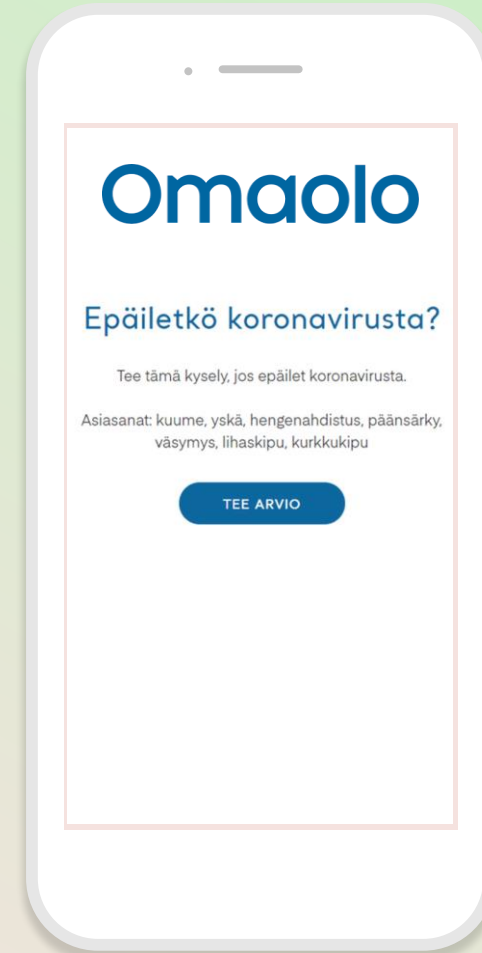 Omaolo
Epäiletkö koronavirusta?
Tee tämä kysely, jos epäilet koronavirusta.
Asiasanat: kuume, yskä, hengenahdistus, päänsärky,
väsymys, lihaskipu, kurkkukipu
TEE ARVIO